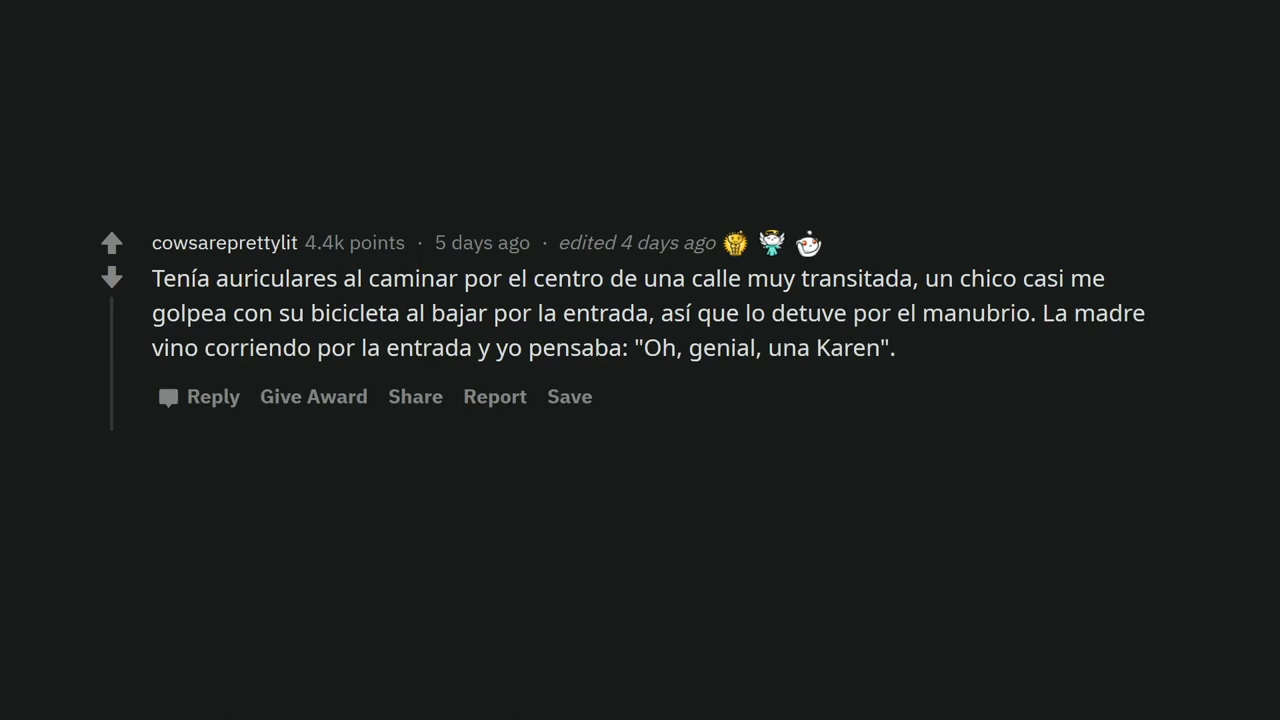 cowsareprettylit 4.4k points · 5 days ago · edited 4 days ago
Tenía auriculares al caminar por el centro de una calle muy transitada, un chico casi me
golpea con su bicicleta al bajar por la entrada, así que lo detuve por el manubrio. La madre
vino corriendo por la entrada y yo pensaba: "Oh, genial, una Karen".
Reply Give Award Share Report Save